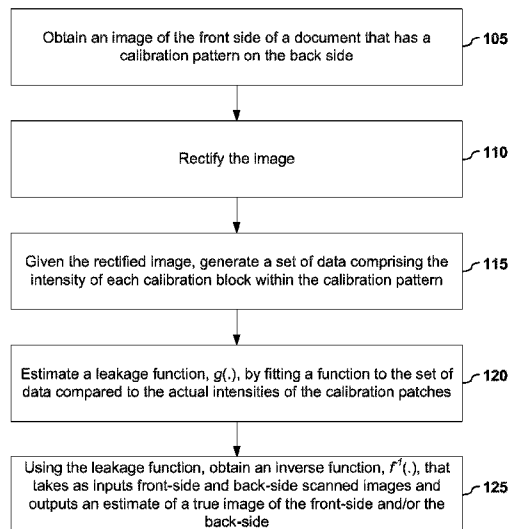 Obtain an image of the front side of a document that has a
calibration pattern on the back side
105
Rectify the image
110
Given the rectified image, generate a set of data comprising the
intensity of each calibration block within the calibration pattern
115
Estimate a leakage function, g(.), by fitting a function to the set of
data compared to the actual intensities of the calibration patches
120
Using the leakage function, obtain an inverse function, f⁻¹(.), that
takes as inputs front-side and back-side scanned images and
outputs an estimate of a true image of the front-side and/or the
back-side
125